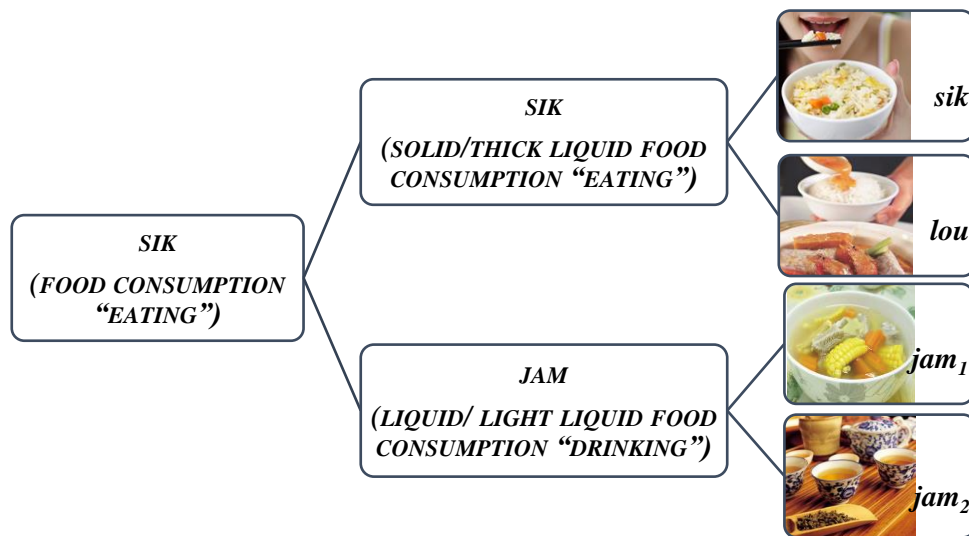 SIK
(FOOD CONSUMPTION
“EATING”)
SIK
(SOLID/THICK LIQUID FOOD
CONSUMPTION “EATING”)
JAM
(LIQUID/ LIGHT LIQUID FOOD
CONSUMPTION “DRINKING”)
sik
lou
jam1
jam2